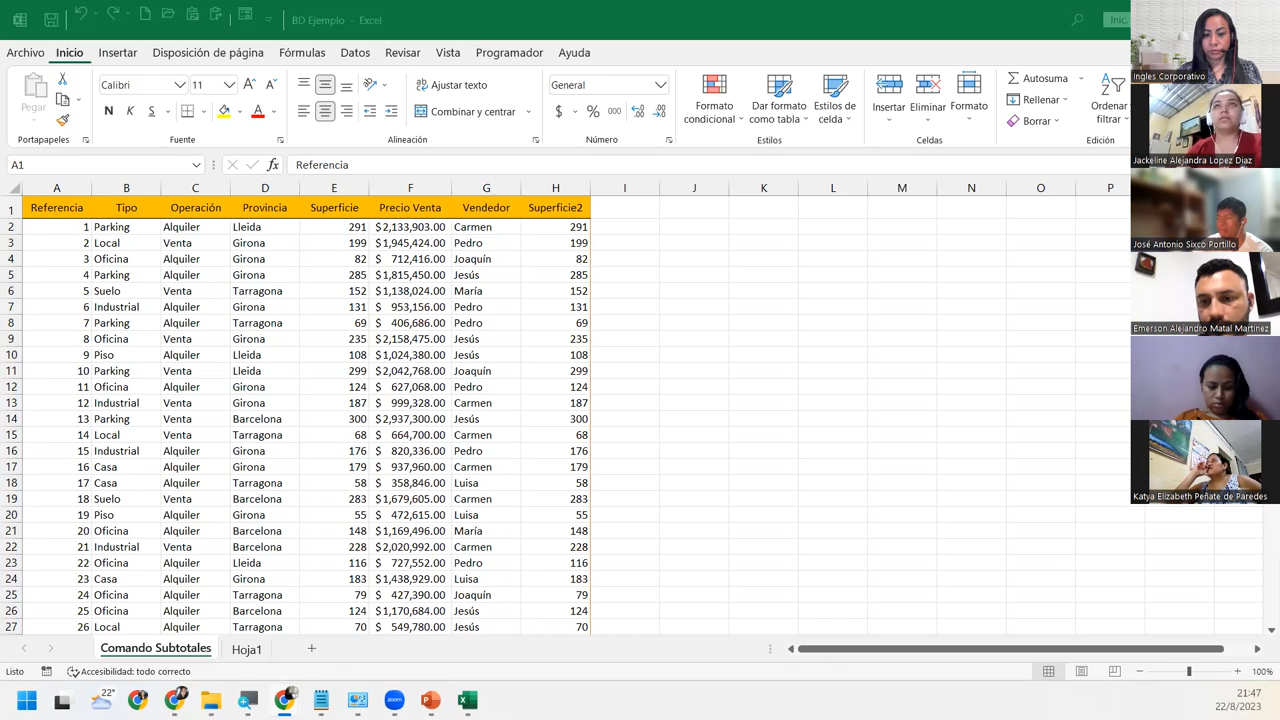 BD Ejemplo - Excel
Archivo Inicio Insertar Disposición de página Fórmulas Datos Revisar Vista Ayuda
Pegar
Calibri 11
N K S
Ajustar texto
Combinar y centrar
General
$ % 000
Formato condicional
Dar formato como tabla
Estilos de celda
Insertar
Eliminar
Formato
Autosuma
Rellenar
Borrar
Ordenar filtrar
Portapapeles Fuente Alineación Número Estilos Celdas Edición
A1 fx Referencia
A B C D E F G H I J K L M N O P
1 Referencia Tipo Operación Provincia Superficie Precio Venta Vendedor Superficie2
2 1 Parking Alquiler Lleida 291 $ 2,133,903.00 Carmen 291
3 2 Local Venta Girona 199 $ 1,945,424.00 Pedro 199
4 3 Oficina Alquiler Girona 82 $ 712,416.00 Joaquín 82
5 4 Parking Alquiler Girona 285 $ 1,815,450.00 Jesús 285
6 5 Suelo Venta Tarragona 152 $ 1,138,024.00 María 152
7 6 Industrial Alquiler Girona 131 $ 953,156.00 Pedro 131
8 7 Parking Alquiler Tarragona 69 $ 406,686.00 Pedro 69
9 8 Oficina Venta Girona 235 $ 2,158,475.00 Jesús 235
10 9 Piso Alquiler Lleida 108 $ 1,024,380.00 Jesús 108
11 10 Parking Venta Lleida 299 $ 2,042,768.00 Joaquín 299
12 11 Oficina Alquiler Girona 124 $ 627,068.00 Pedro 124
13 12 Industrial Venta Girona 187 $ 999,328.00 Carmen 187
14 13 Parking Venta Barcelona 300 $ 2,937,300.00 Jesús 300
15 14 Local Venta Tarragona 68 $ 664,700.00 Carmen 68
16 15 Industrial Alquiler Girona 176 $ 820,336.00 Pedro 176
17 16 Casa Alquiler Girona 179 $ 937,960.00 Carmen 179
18 17 Casa Alquiler Tarragona 58 $ 358,846.00 Luisa 58
19 18 Suelo Venta Tarragona 283 $ 1,679,605.00 Carmen 283
20 19 Piso Alquiler Girona 55 $ 472,615.00 Luisa 55
21 20 Oficina Alquiler Barcelona 148 $ 1,169,496.00 María 148
22 21 Industrial Venta Barcelona 228 $ 2,020,992.00 Carmen 228
23 22 Oficina Alquiler Lleida 116 $ 727,552.00 Pedro 116
24 23 Casa Alquiler Girona 183 $ 1,438,929.00 Luisa 183
25 24 Oficina Alquiler Tarragona 79 $ 427,390.00 Joaquín 79
26 25 Oficina Alquiler Barcelona 124 $ 1,170,684.00 Jesús 124
27 26 Local Alquiler Tarragona 70 $ 549,780.00 Jesús 70
Comando Subtotales Hoja1 +
Listo Accesibilidad: todo correcto 100%
22°
zoom
21:47
22/8/2023
Ingles Corporativo
Jackeline Alejandra Lopez Diaz
José Antonio Sixco Portillo
Emerson Alejandro Matal Martinez
Katya Elizabeth Peñate de Paredes